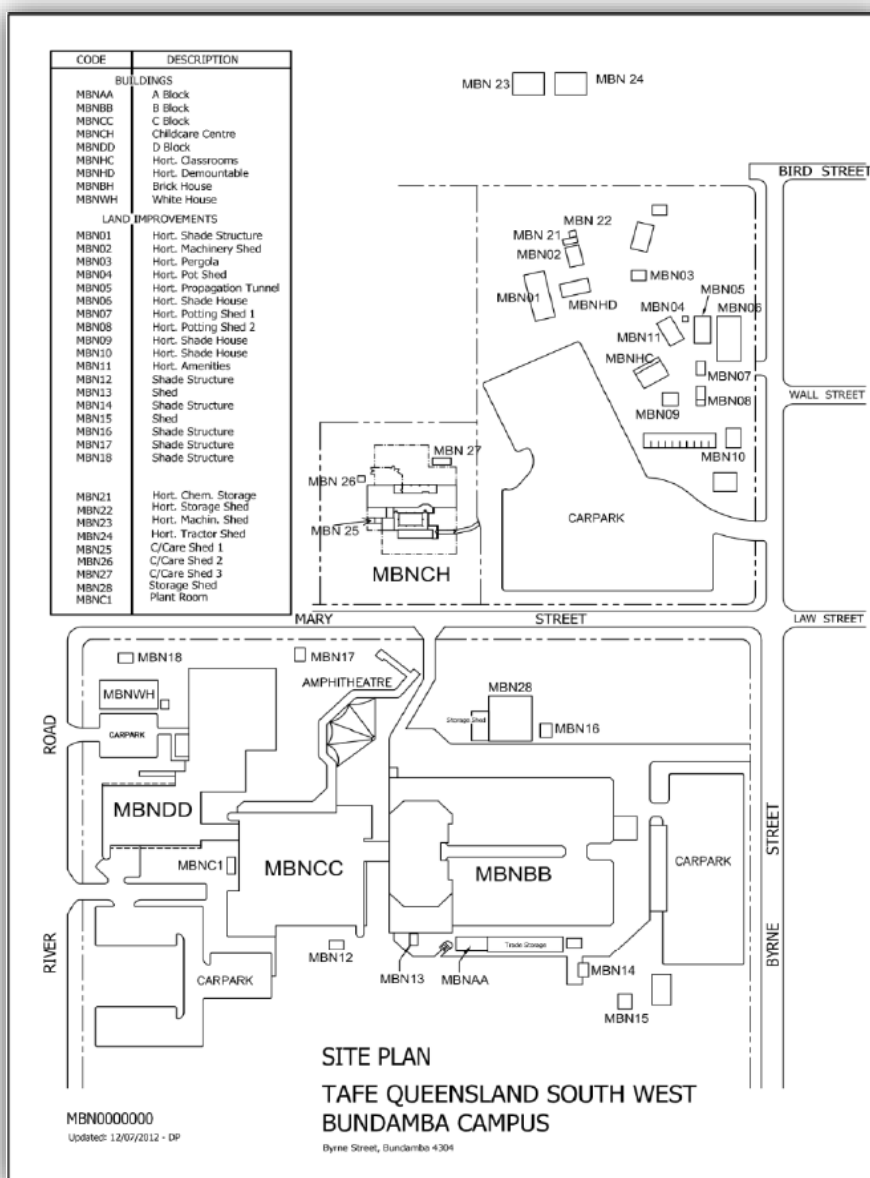 CODE DESCRIPTION
BUILDINGS
MBNAA A Block
MBNBB B Block
MBNCC C Block
MBNCH Childcare Centre
MBNDD D Block
MBNHC Hort. Classrooms
MBNHD Hort. Demountable
MBNBH Brick House
MBNWH White House
LAND IMPROVEMENTS
MBN01 Hort. Shade Structure
MBN02 Hort. Machinery Shed
MBN03 Hort. Pergola
MBN04 Hort. Pot Shed
MBN05 Hort. Propagation Tunnel
MBN06 Hort. Shade House
MBN07 Hort. Potting Shed 1
MBN08 Hort. Potting Shed 2
MBN09 Hort. Shade House
MBN10 Hort. Shade House
MBN11 Hort. Amenities
MBN12 Shade Structure
MBN13 Shed
MBN14 Shade Structure
MBN15 Shed
MBN16 Shade Structure
MBN17 Shade Structure
MBN18 Shade Structure
MBN21 Hort. Chem. Storage
MBN22 Hort. Storage Shed
MBN23 Hort. Machin. Shed
MBN24 Hort. Tractor Shed
MBN25 C/Care Shed 1
MBN26 C/Care Shed 2
MBN27 C/Care Shed 3
MBN28 Storage Shed
MBNC1 Plant Room
MBN 23
MBN 24
BIRD STREET
MBN 22
MBN 21
MBN02
MBN03
MBN01
MBNHD
MBN05
MBN04
MBN06
MBN11
MBNHC
MBN07
WALL STREET
MBN09
MBN08
MBN10
MBN 27
MBN 26
MBN 25
CARPARK
MBNCH
MARY STREET
LAW STREET
MBN18
MBN17
AMPHITHEATRE
MBNWH
MBN28
Storage Shed
MBN16
CARPARK
ROAD
MBNDD
STREET
MBNC1
MBNCC
MBNBB
CARPARK
RIVER
BYRNE
MBN12
MBN13
MBNAA
Trade Storage
MBN14
CARPARK
MBN15
SITE PLAN
TAFE QUEENSLAND SOUTH WEST
BUNDAMBA CAMPUS
Byrne Street, Bundamba 4304
MBN0000000
Updated: 12/07/2012 - DP